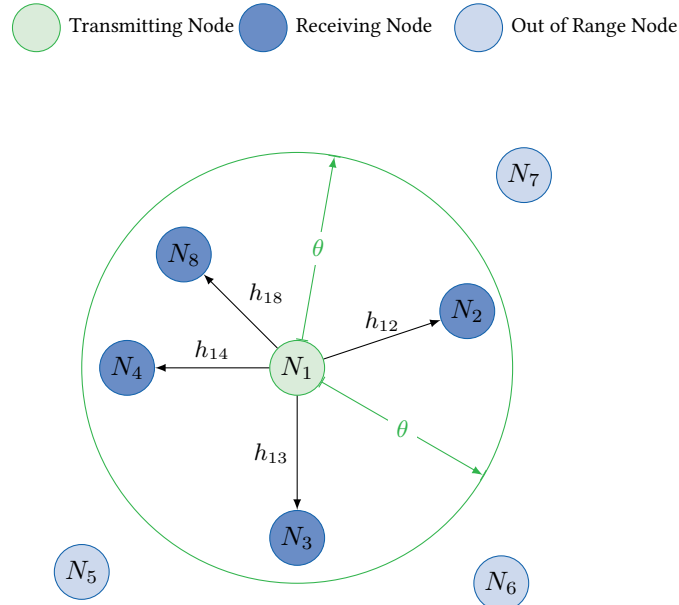 Transmitting Node Receiving Node Out of Range Node
N₇
θ
N₈
h₁₈
N₂
h₁₂
h₁₄
N₄
N₁
θ
h₁₃
N₃
N₅
N₆